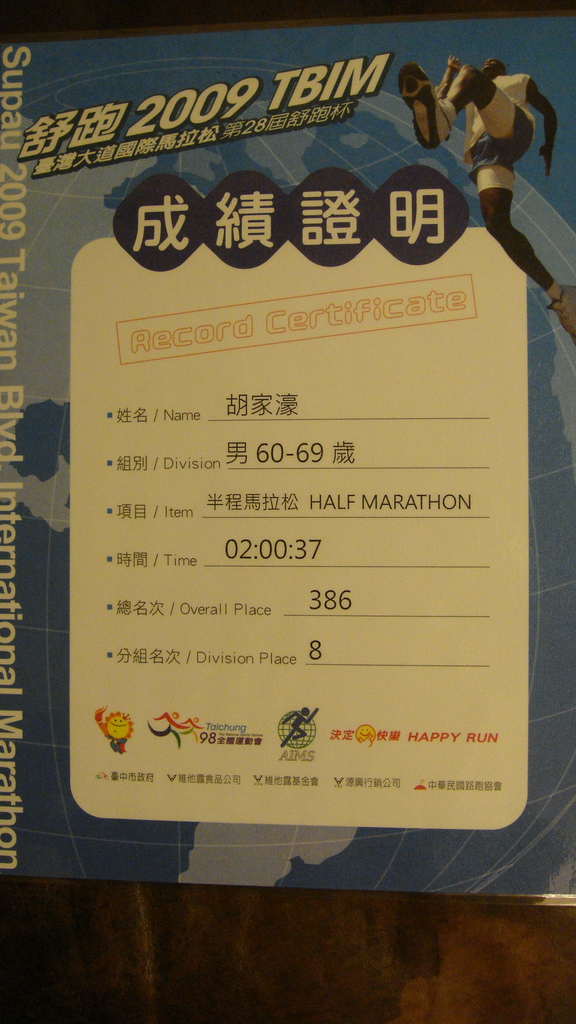 舒跑 2009 TBIM
臺灣大道國際馬拉松 第28屆舒跑杯
Supau 2009 Taiwan Blvd. International Marathon
成績證明
Record Certificate
姓名 / Name 胡家濠
組別 / Division 男 60-69 歲
項目 / Item 半程馬拉松 HALF MARATHON
時間 / Time 02:00:37
總名次 / Overall Place 386
分組名次 / Division Place 8
Taichung
98全國運動會
AIMS
決定快樂 HAPPY RUN
臺中市政府 維他露食品公司 維他露基金會 源興行銷公司 中華民國路跑協會